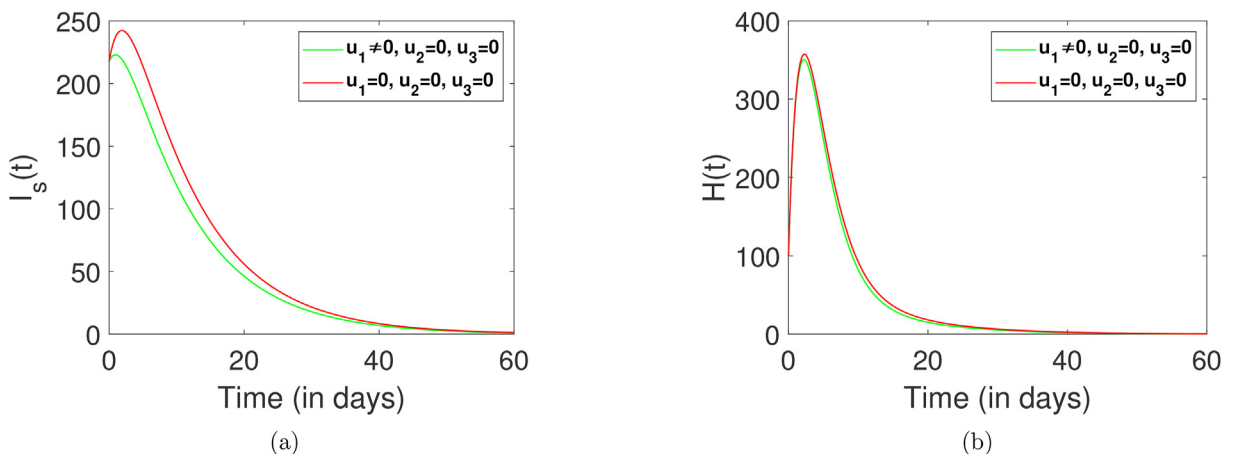 250
200
150
100
50
0
I_s(t)
u_1≠0, u_2=0, u_3=0
u_1=0, u_2=0, u_3=0
0 20 40 60
Time (in days)
(a)
400
300
200
100
0
H(t)
u_1≠0, u_2=0, u_3=0
u_1=0, u_2=0, u_3=0
0 20 40 60
Time (in days)
(b)